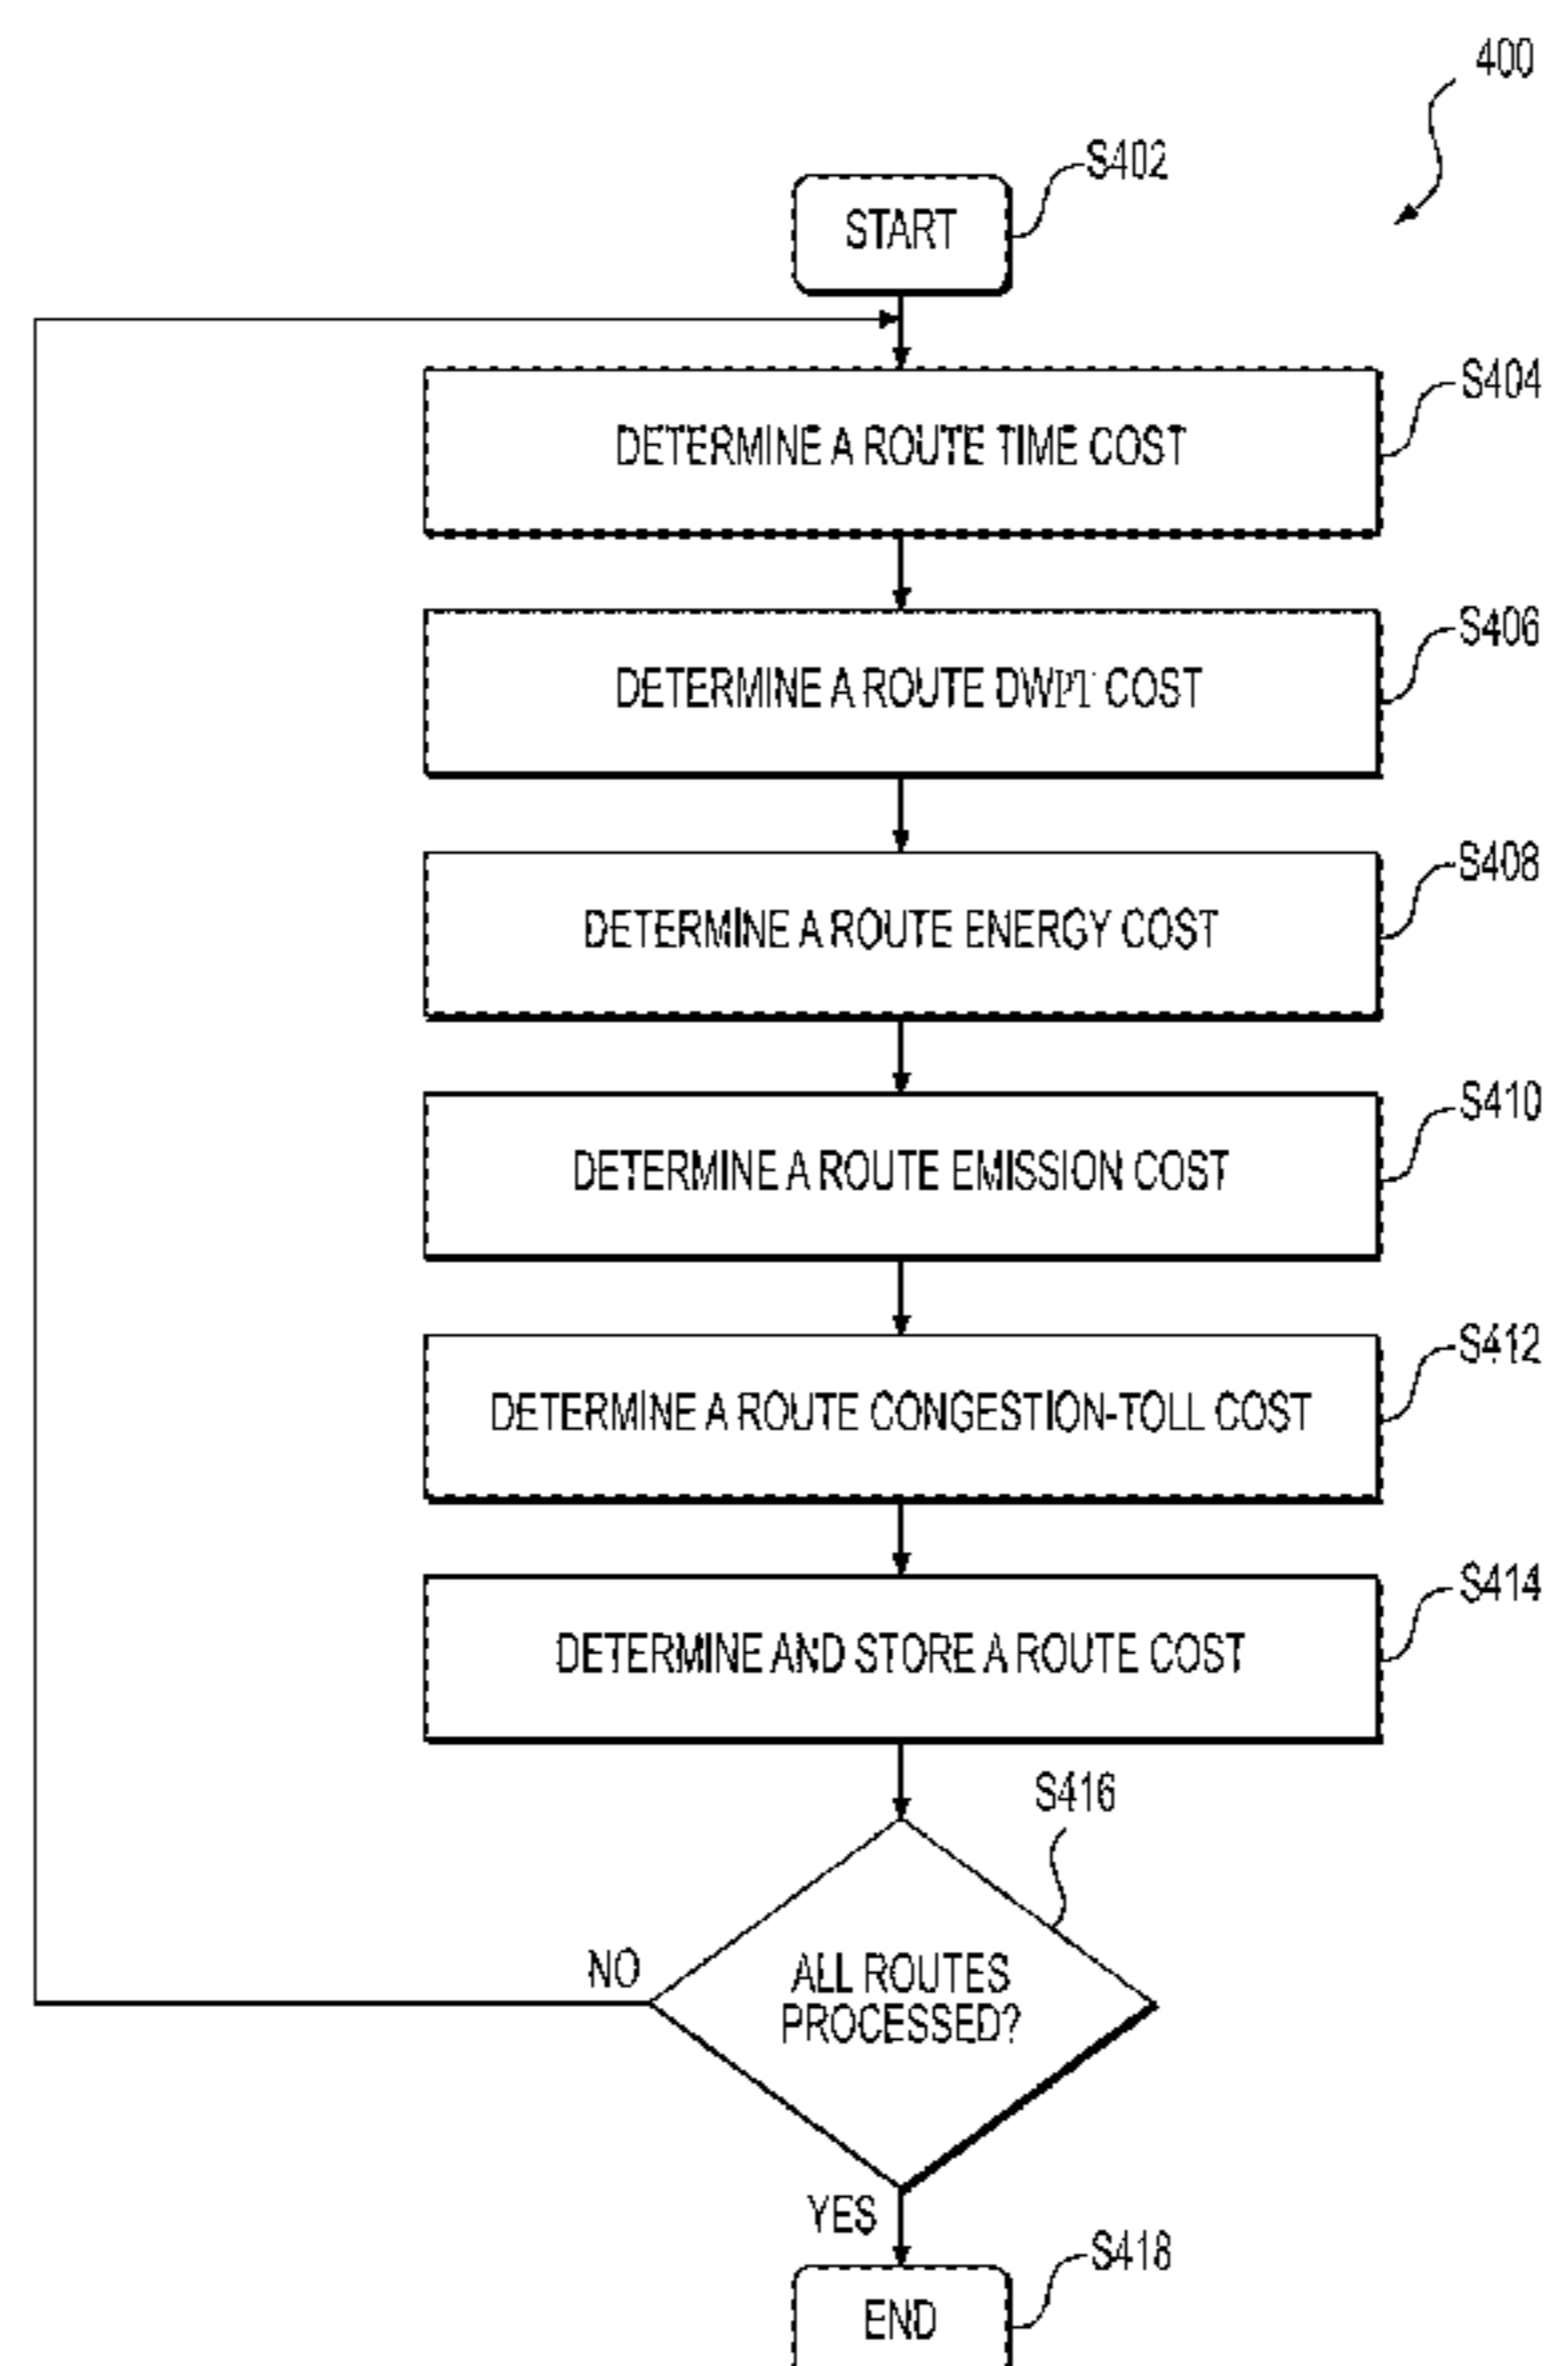 400
S402
START
S404
DETERMINE A ROUTE TIME COST
S406
DETERMINE A ROUTE DWPT COST
S408
DETERMINE A ROUTE ENERGY COST
S410
DETERMINE A ROUTE EMISSION COST
S412
DETERMINE A ROUTE CONGESTION-TOLL COST
S414
DETERMINE AND STORE A ROUTE COST
S416
NO
ALL ROUTES
PROCESSED?
YES
S418
END